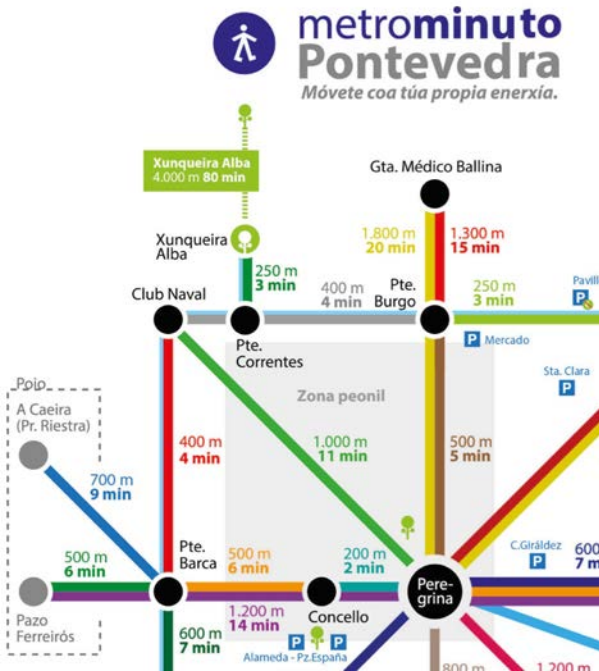 metrominuto
Pontevedra
Móvete coa túa propia enerxía.
Xunqueira Alba
4.000 m 80 min
Gta. Médico Ballina
1.800 m
20 min
1.300 m
15 min
Xunqueira
Alba
250 m
3 min
Club Naval
400 m
4 min
Pte.
Burgo
250 m
3 min
P
Pte.
Correntes
P Mercado
Sta. Clara
P
Zona peonil
Poio
A Caeira
(Pr. Riestra)
400 m
4 min
1.000 m
11 min
500 m
5 min
700 m
9 min
Pte.
Barca
500 m
6 min
500 m
6 min
200 m
2 min
C.Giráldez
P
Pere-
grina
Pazo
Ferreirós
1.200 m
14 min
Concello
600 m
7 min
P P
Alameda - Pz.España
800 m
1.200 m